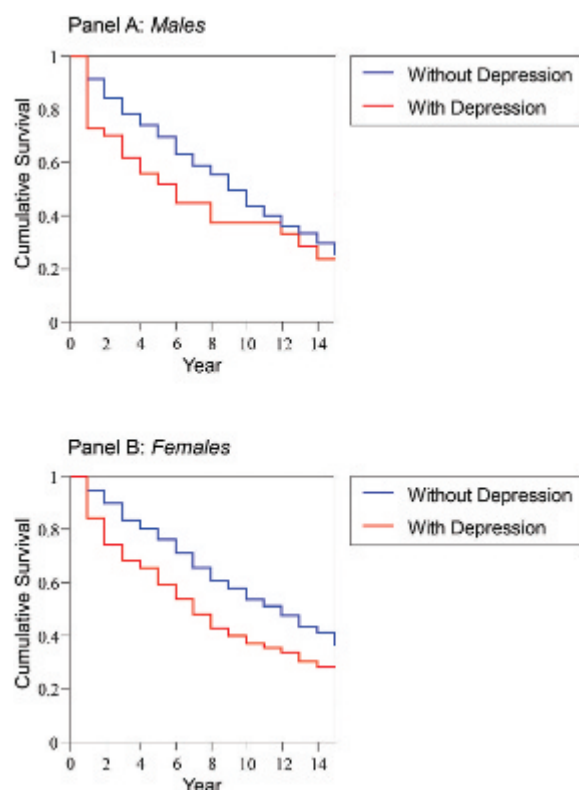 Panel A: Males
Without Depression
With Depression
Cumulative Survival
1
0.8
0.6
0.4
0.2
0
0 2 4 6 8 10 12 14
Year
Panel B: Females
Without Depression
With Depression
Cumulative Survival
1
0.8
0.6
0.4
0.2
0
0 2 4 6 8 10 12 14
Year